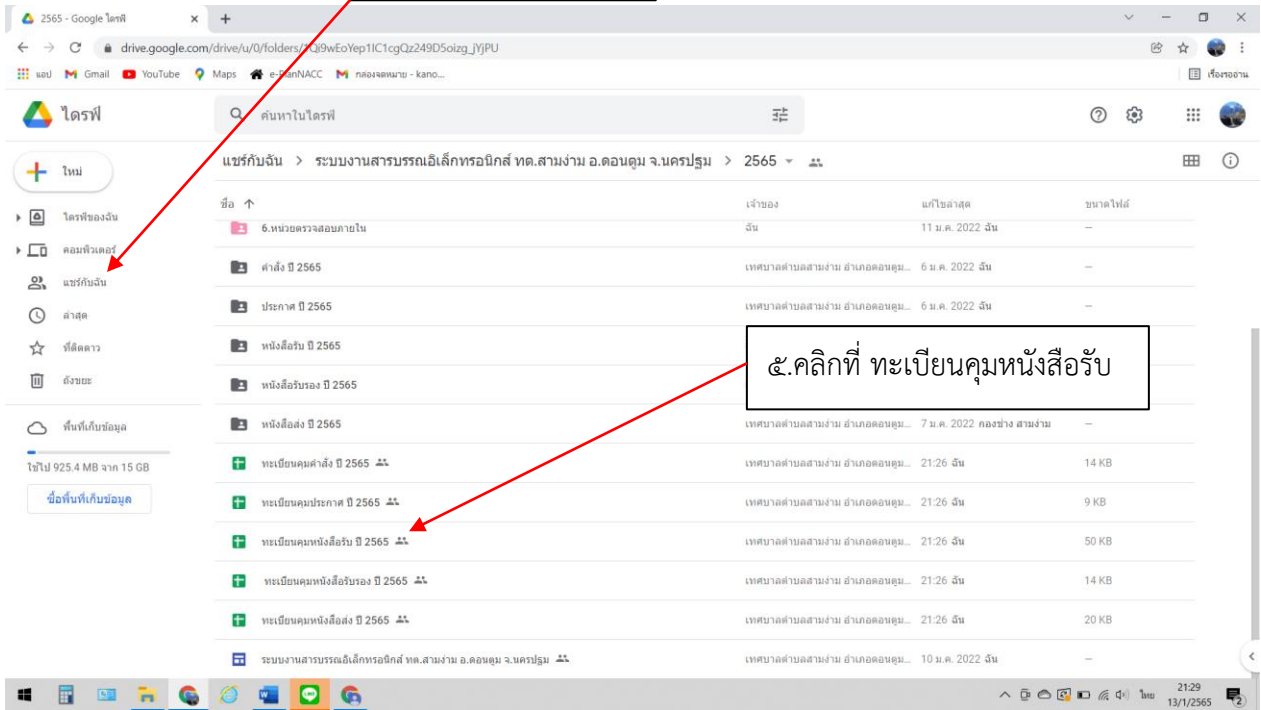 2565 - Google ไดรฟ์
drive.google.com/drive/u/0/folders/1Qi9wEoYep1IC1cgQz249D5oizg_jYjPU
แอป Gmail YouTube Maps e-PlanNACC กล่องจดหมาย - kano... เรื่องรออ่าน
ไดรฟ์
ค้นหาในไดรฟ์
ใหม่
แชร์กับฉัน > ระบบงานสารบรรณอิเล็กทรอนิกส์ ทต.สามง่าม อ.ดอนตูม จ.นครปฐม > 2565
ไดรฟ์ของฉัน
คอมพิวเตอร์
แชร์กับฉัน
ล่าสุด
ที่ติดดาว
ถังขยะ
พื้นที่เก็บข้อมูล
ใช้ไป 925.4 MB จาก 15 GB
ซื้อพื้นที่เก็บข้อมูล
ชื่อ เจ้าของ แก้ไขล่าสุด ขนาดไฟล์
6.หน่วยตรวจสอบภายใน ฉัน 11 ม.ค. 2022 ฉัน –
คำสั่ง ปี 2565 เทศบาลตำบลสามง่าม อำเภอดอนตูม... 6 ม.ค. 2022 ฉัน –
ประกาศ ปี 2565 เทศบาลตำบลสามง่าม อำเภอดอนตูม... 6 ม.ค. 2022 ฉัน –
หนังสือรับ ปี 2565
๕.คลิกที่ ทะเบียนคุมหนังสือรับ
หนังสือรับรอง ปี 2565
หนังสือส่ง ปี 2565 เทศบาลตำบลสามง่าม อำเภอดอนตูม... 7 ม.ค. 2022 กองช่าง สามง่าม –
ทะเบียนคุมคำสั่ง ปี 2565 เทศบาลตำบลสามง่าม อำเภอดอนตูม... 21:26 ฉัน 14 KB
ทะเบียนคุมประกาศ ปี 2565 เทศบาลตำบลสามง่าม อำเภอดอนตูม... 21:26 ฉัน 9 KB
ทะเบียนคุมหนังสือรับ ปี 2565 เทศบาลตำบลสามง่าม อำเภอดอนตูม... 21:26 ฉัน 50 KB
ทะเบียนคุมหนังสือรับรอง ปี 2565 เทศบาลตำบลสามง่าม อำเภอดอนตูม... 21:26 ฉัน 14 KB
ทะเบียนคุมหนังสือส่ง ปี 2565 เทศบาลตำบลสามง่าม อำเภอดอนตูม... 21:26 ฉัน 20 KB
ระบบงานสารบรรณอิเล็กทรอนิกส์ ทต.สามง่าม อ.ดอนตูม จ.นครปฐม เทศบาลตำบลสามง่าม อำเภอดอนตูม... 10 ม.ค. 2022 ฉัน –
ไทย 21:29
13/1/2565